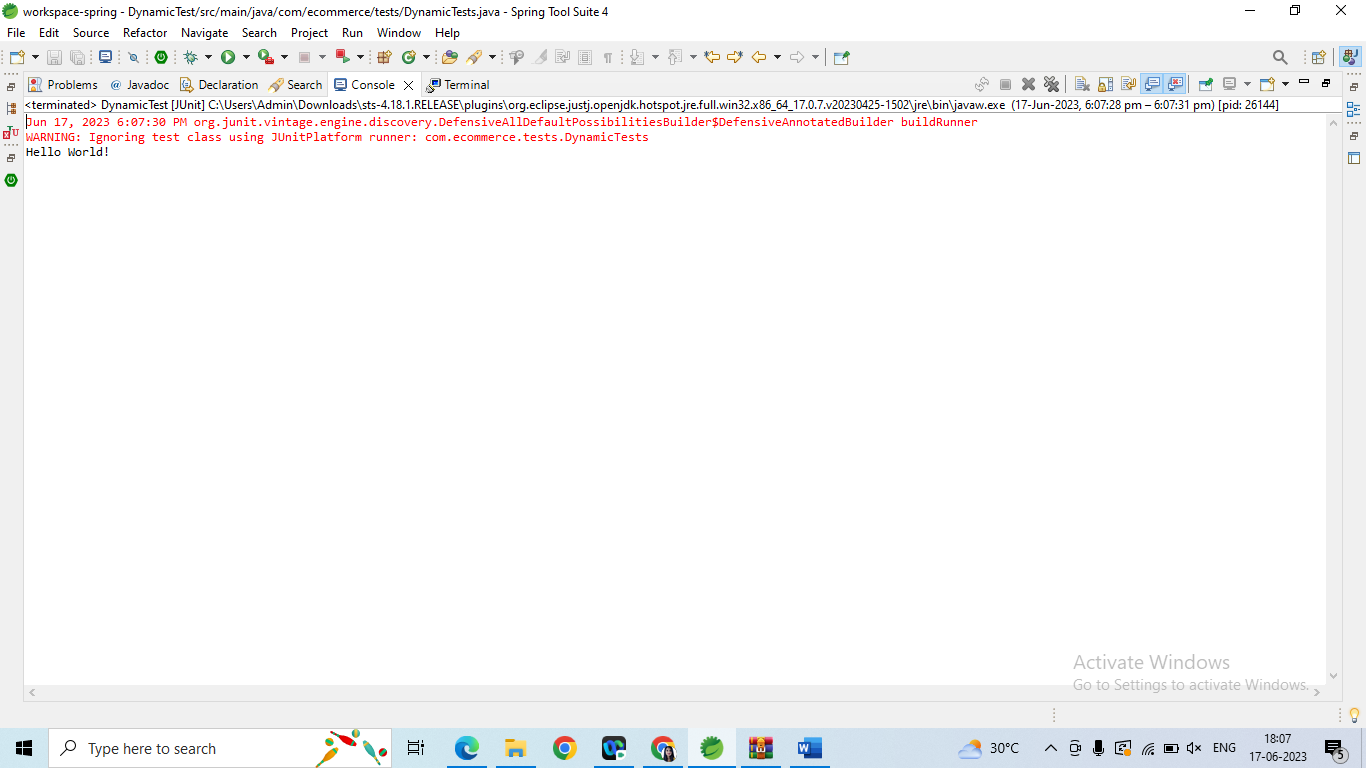 workspace-spring - DynamicTest/src/main/java/com/ecommerce/tests/DynamicTests.java - Spring Tool Suite 4
File Edit Source Refactor Navigate Search Project Run Window Help
Problems @ Javadoc Declaration Search Console Terminal
<terminated> DynamicTest [JUnit] C:\Users\Admin\Downloads\sts-4.18.1.RELEASE\plugins\org.eclipse.justj.openjdk.hotspot.jre.full.win32.x86_64_17.0.7.v20230425-1502\jre\bin\javaw.exe (17-Jun-2023, 6:07:28 pm – 6:07:31 pm) [pid: 26144]
Jun 17, 2023 6:07:30 PM org.junit.vintage.engine.discovery.DefensiveAllDefaultPossibilitiesBuilder$DefensiveAnnotatedBuilder buildRunner
WARNING: Ignoring test class using JUnitPlatform runner: com.ecommerce.tests.DynamicTests
Hello World!
Activate Windows
Go to Settings to activate Windows.
Type here to search
30°C
ENG
18:07
17-06-2023
5